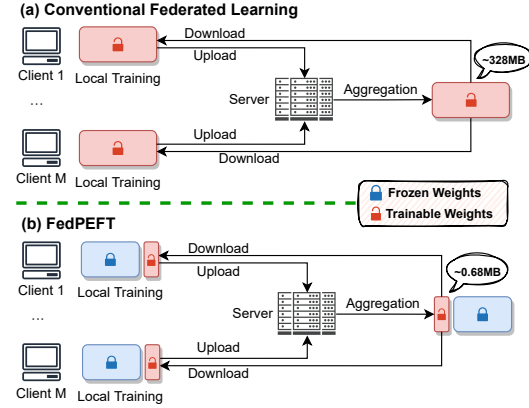 (a) Conventional Federated Learning
Download
Upload
~328MB
Client 1
Local Training
...
Server
Aggregation
Upload
Download
Client M
Local Training
Frozen Weights
Trainable Weights
(b) FedPEFT
Download
Upload
~0.68MB
Client 1
Local Training
...
Server
Aggregation
Upload
Download
Client M
Local Training